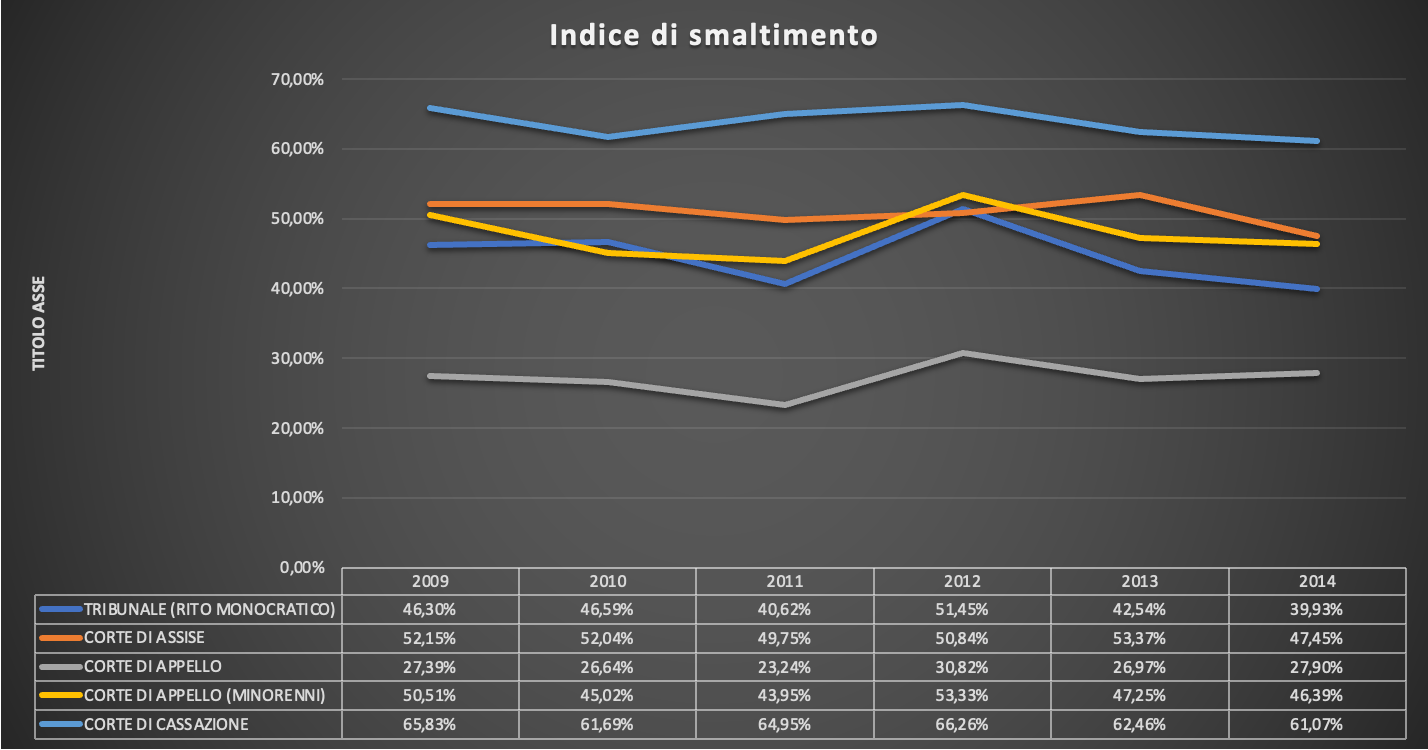 Indice di smaltimento
70,00%
60,00%
50,00%
40,00%
30,00%
20,00%
10,00%
0,00%
TITOLO ASSE
2009 2010 2011 2012 2013 2014
TRIBUNALE (RITO MONOCRATICO) 46,30% 46,59% 40,62% 51,45% 42,54% 39,93%
CORTE DI ASSISE 52,15% 52,04% 49,75% 50,84% 53,37% 47,45%
CORTE DI APPELLO 27,39% 26,64% 23,24% 30,82% 26,97% 27,90%
CORTE DI APPELLO (MINORENNI) 50,51% 45,02% 43,95% 53,33% 47,25% 46,39%
CORTE DI CASSAZIONE 65,83% 61,69% 64,95% 66,26% 62,46% 61,07%